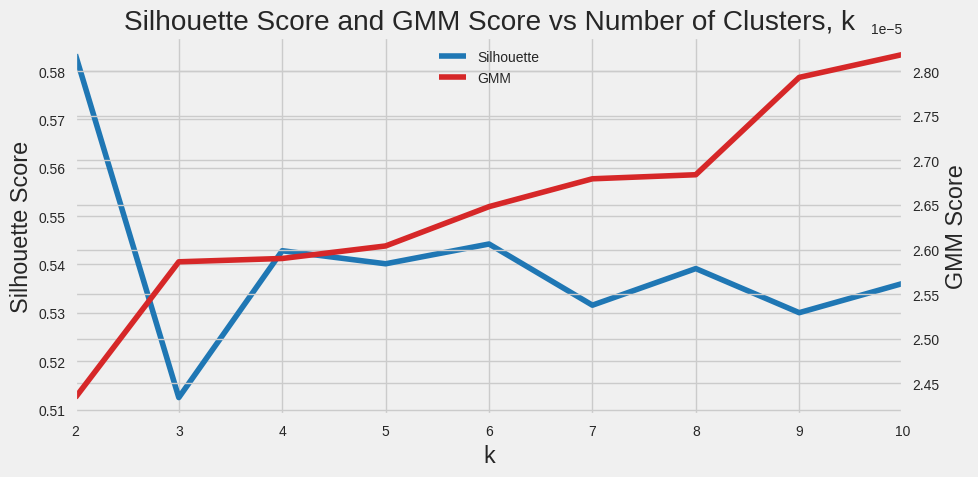 Silhouette Score and GMM Score vs Number of Clusters, k
1e−5
Silhouette
GMM
Silhouette Score
0.58
0.57
0.56
0.55
0.54
0.53
0.52
0.51
2.80
2.75
2.70
2.65
2.60
2.55
2.50
2.45
GMM Score
2 3 4 5 6 7 8 9 10
k